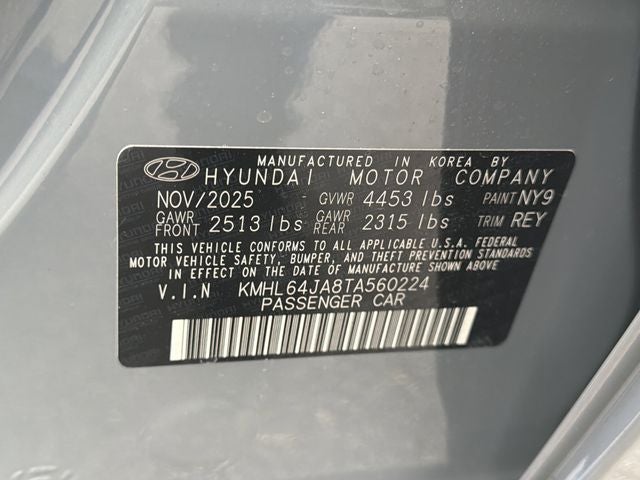 MANUFACTURED IN KOREA BY
HYUNDAI MOTOR COMPANY
NOV/2025 GVWR 4453 lbs PAINT NY9
GAWR FRONT 2513 lbs GAWR REAR 2315 lbs TRIM REY
THIS VEHICLE CONFORMS TO ALL APPLICABLE U.S.A. FEDERAL
MOTOR VEHICLE SAFETY, BUMPER, AND THEFT PREVENTION STANDARDS
IN EFFECT ON THE DATE OF MANUFACTURE SHOWN ABOVE
V.I.N KMHL64JA8TA560224
PASSENGER CAR